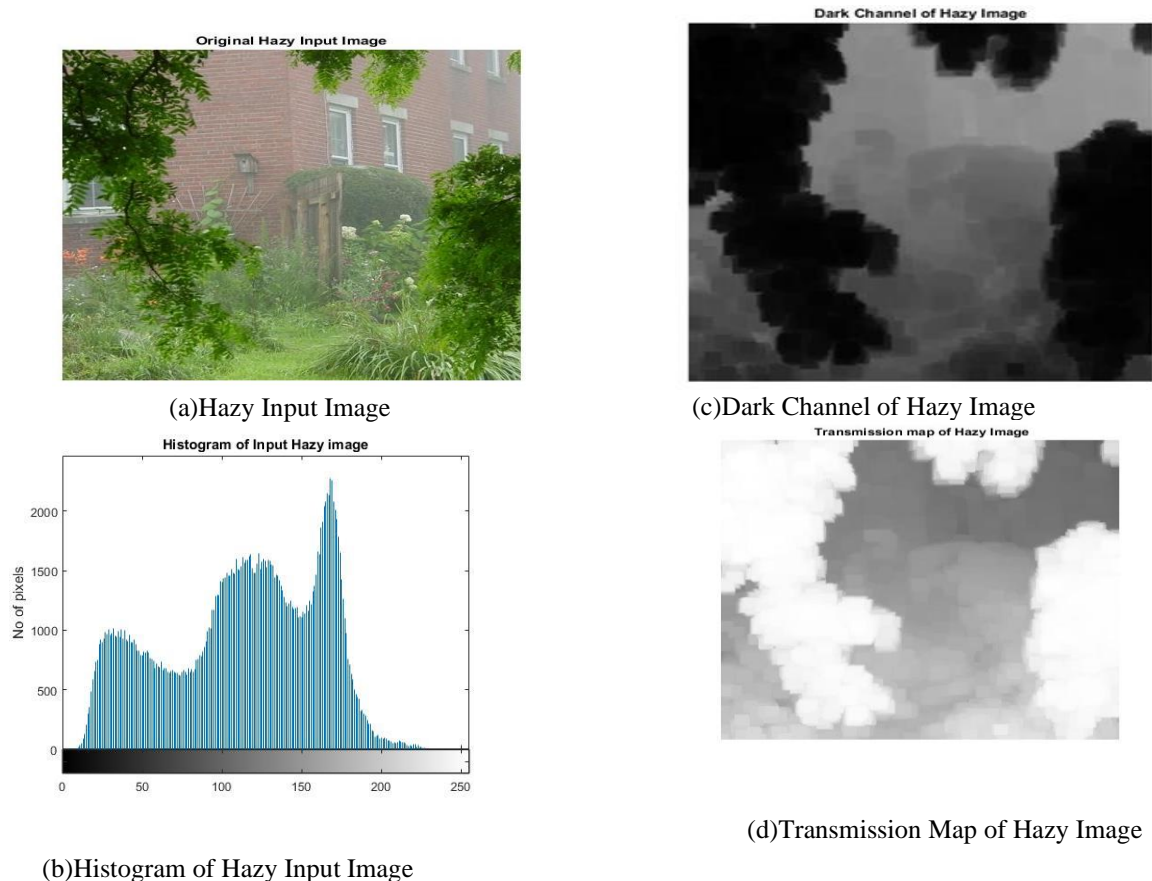 Original Hazy Input Image
(a)Hazy Input Image
Histogram of Input Hazy image
No of pixels
2000
1500
1000
500
0
0 50 100 150 200 250
(b)Histogram of Hazy Input Image
Dark Channel of Hazy Image
(c)Dark Channel of Hazy Image
Transmission map of Hazy Image
(d)Transmission Map of Hazy Image